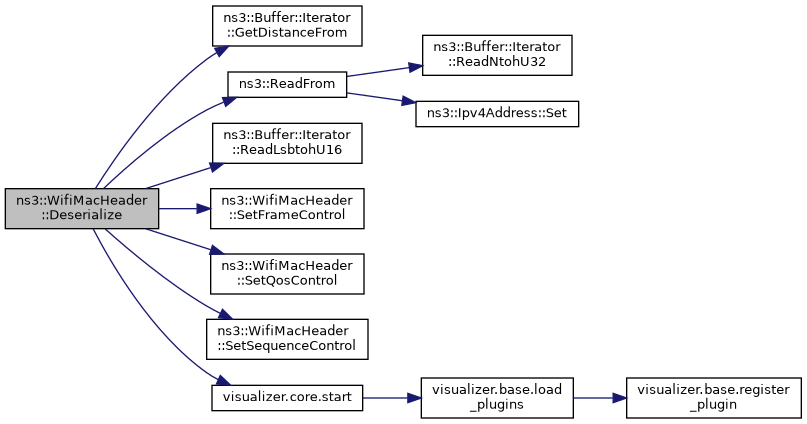 ns3::WifiMacHeader
::Deserialize
ns3::Buffer::Iterator
::GetDistanceFrom
ns3::ReadFrom
ns3::Buffer::Iterator
::ReadNtohU32
ns3::Ipv4Address::Set
ns3::Buffer::Iterator
::ReadLsbtohU16
ns3::WifiMacHeader
::SetFrameControl
ns3::WifiMacHeader
::SetQosControl
ns3::WifiMacHeader
::SetSequenceControl
visualizer.core.start
visualizer.base.load
_plugins
visualizer.base.register
_plugin